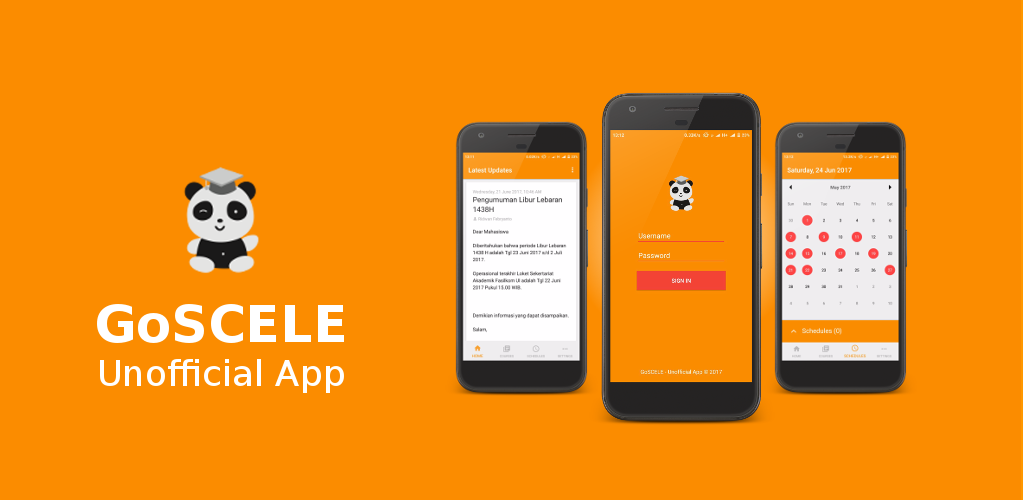 GoSCELE
Unofficial App
Latest Updates
Wednesday, 21 June 2017, 10:46 AM
Pengumuman Libur Lebaran
1438H
Dear Mahasiswa
Diberitahukan bahwa periode Libur Lebaran
1438 H adalah Tgl 23 Juni 2017 s/d 2 Juli
2017.
Operasional terakhir Loket Sekertariat
Akademik Fasilkom UI adalah Tgl 22 Juni
2017 Pukul 15.00 WIB.
Demikian informasi yang dapat disampaikan.
Salam,
HOME
Username
Password
SIGN IN
GoSCELE - Unofficial App © 2017
Saturday, 24 Jun 2017
May 2017
Sun Mon Tue Wed Thu Fri Sat
30 1 2 3 4 5 6
7 8 9 10 11 12 13
14 15 16 17 18 19 20
21 22 23 24 25 26 27
28 29 30 31 1 2 3
4 5 6 7 8 9 10
Schedules (0)
HOME SCHEDULES